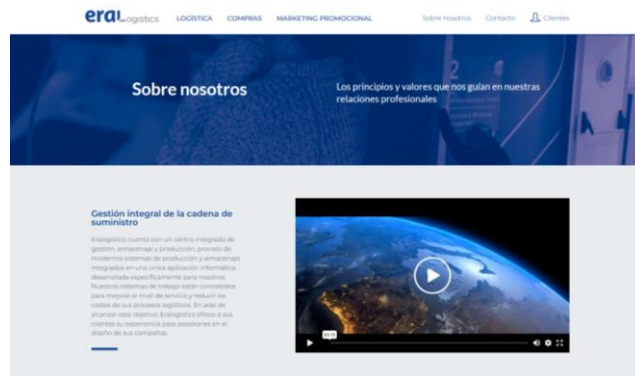 eraLogistics LOGÍSTICA COMPRAS MARKETING PROMOCIONAL Sobre nosotros Contacto Clientes
Sobre nosotros
Los principios y valores que nos guían en nuestras
relaciones profesionales
2
Gestión integral de la cadena de
suministro
Eralogistics cuenta con un centro integrado de
gestión, almacenaje y producción, provisto de
modernos sistemas de producción y almacenaje
integrados en una única aplicación informática
desarrollada específicamente para nosotros.
Nuestros sistemas de trabajo están concebidos
para mejorar el nivel de servicio y reducir los
costes de sus procesos logísticos. En aras de
alcanzar este objetivo, Eralogistics ofrece a sus
clientes su experiencia para asesorarles en el
diseño de sus campañas.